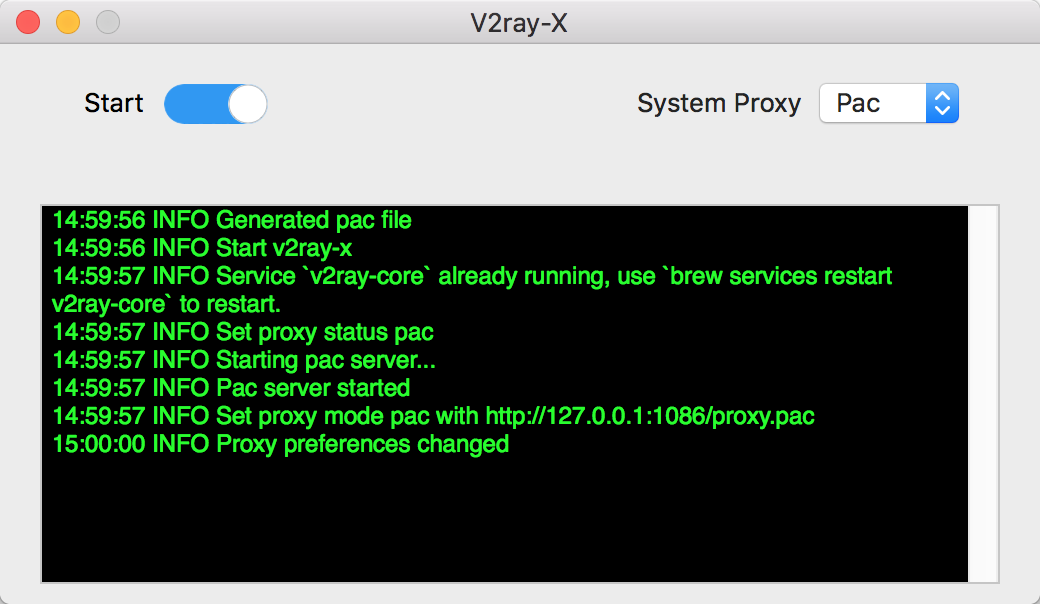 V2ray-X
Start
System Proxy
Pac
14:59:56 INFO Generated pac file
14:59:56 INFO Start v2ray-x
14:59:57 INFO Service `v2ray-core` already running, use `brew services restart
v2ray-core` to restart.
14:59:57 INFO Set proxy status pac
14:59:57 INFO Starting pac server...
14:59:57 INFO Pac server started
14:59:57 INFO Set proxy mode pac with http://127.0.0.1:1086/proxy.pac
15:00:00 INFO Proxy preferences changed